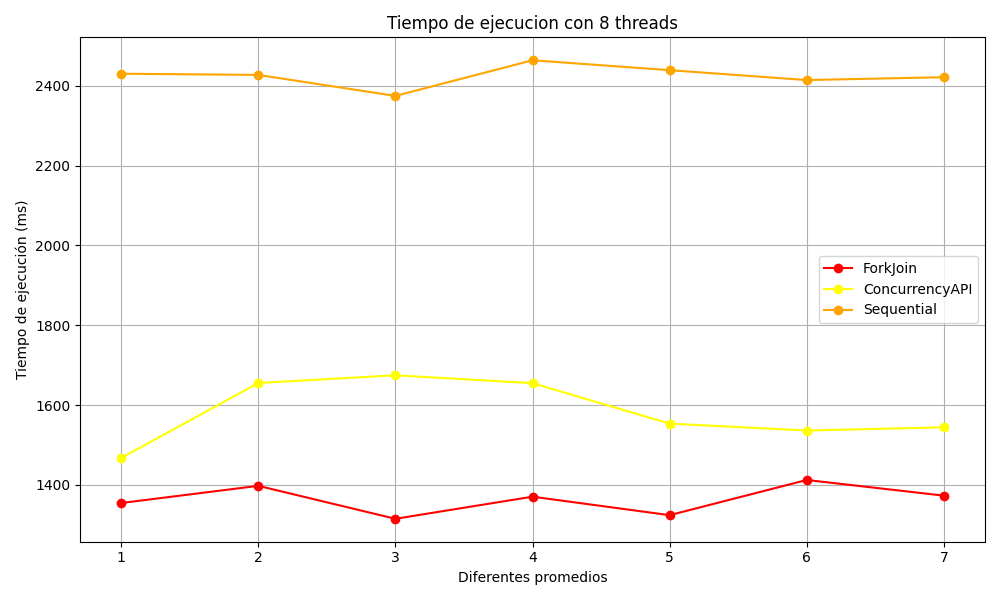 Tiempo de ejecucion con 8 threads
2400
2200
2000
1800
1600
1400
Tiempo de ejecución (ms)
ForkJoin
ConcurrencyAPI
Sequential
1 2 3 4 5 6 7
Diferentes promedios